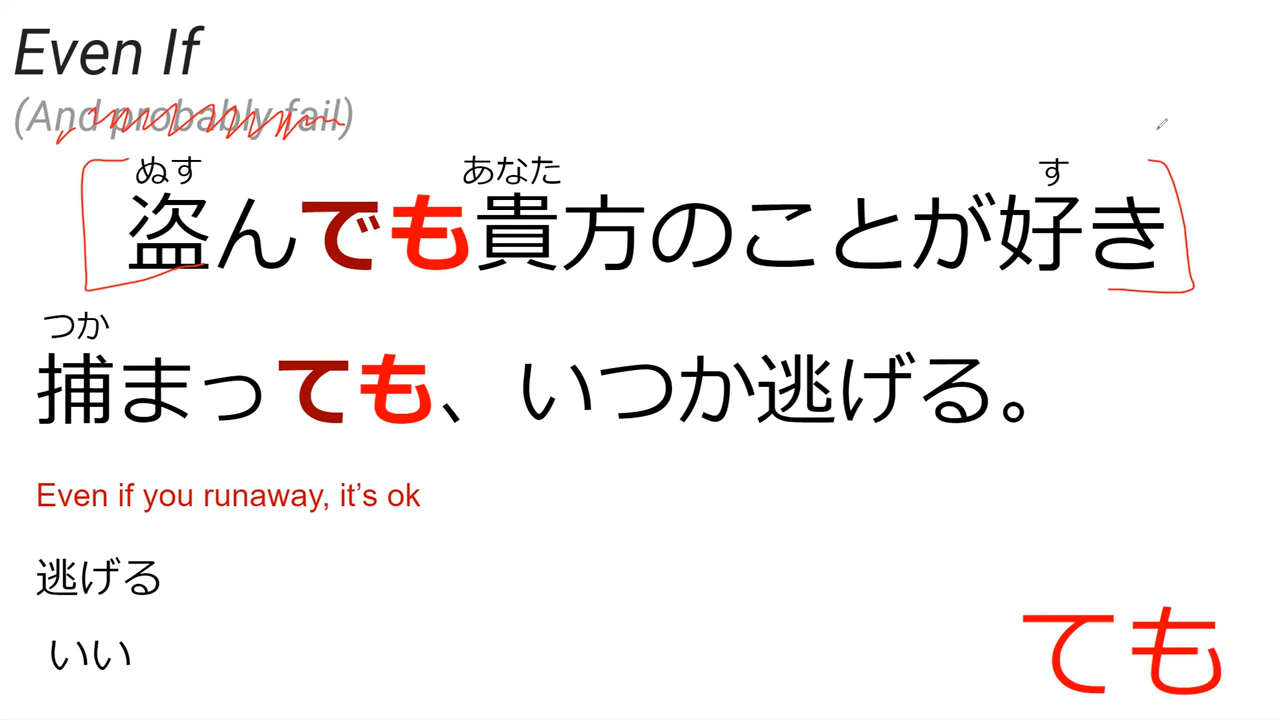 Even If
(And probably fail)
ぬす あなた す
盗んでも貴方のことが好き
つか
捕まっても、いつか逃げる。
Even if you runaway, it's ok
逃げる
いい
ても